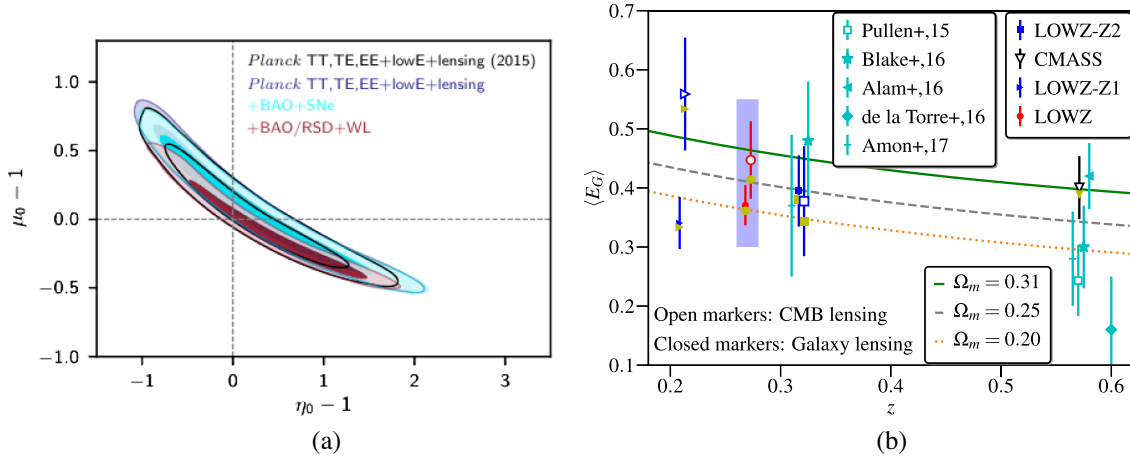 1.0
0.5
0.0
−0.5
−1.0
μ₀ − 1
−1
0
1
2
3
η₀ − 1
Planck TT,TE,EE+lowE+lensing (2015)
Planck TT,TE,EE+lowE+lensing
+BAO+SNe
+BAO/RSD+WL
(a)
0.7
0.6
0.5
0.4
0.3
0.2
0.1
⟨E_G⟩
0.2
0.3
0.4
0.5
0.6
z
Pullen+,15
Blake+,16
Alam+,16
de la Torre+,16
Amon+,17
LOWZ-Z2
CMASS
LOWZ-Z1
LOWZ
Open markers: CMB lensing
Closed markers: Galaxy lensing
Ω_m = 0.31
Ω_m = 0.25
Ω_m = 0.20
(b)